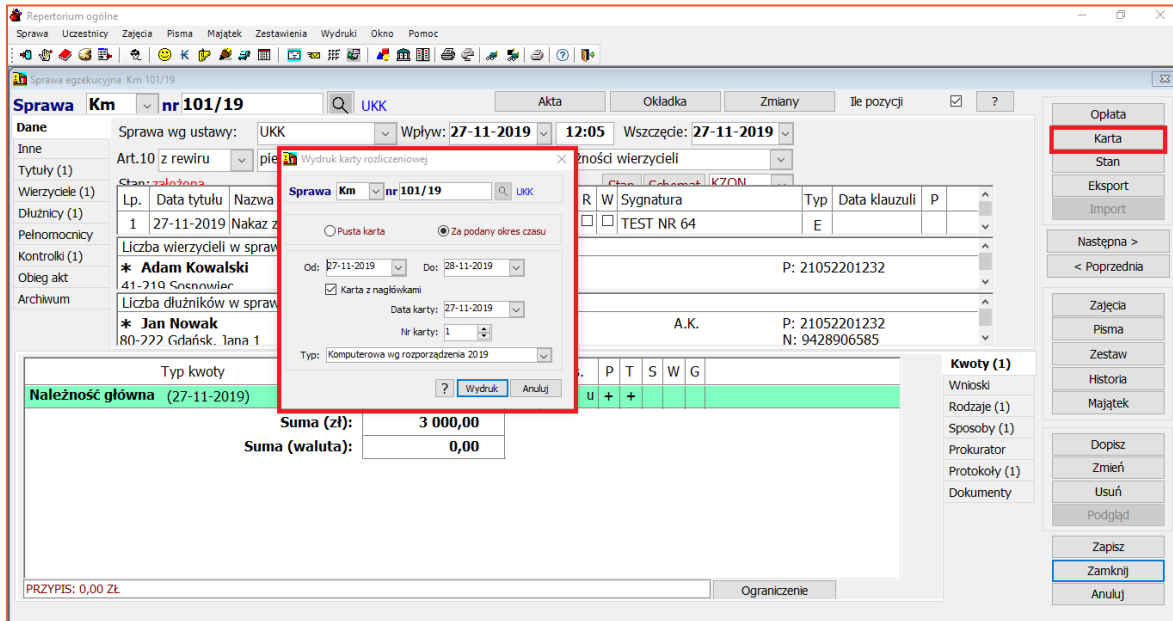 Repertorium ogólne
Sprawa Uczestnicy Zajęcia Pisma Majątek Zestawienia Wydruki Okno Pomoc
Sprawa egzekucyjna Km 101/19
Sprawa Km nr 101/19 UKK Akta Okładka Zmiany Ile pozycji ?
Dane
Inne
Tytuły (1)
Wierzyciele (1)
Dłużnicy (1)
Pełnomocnicy
Kontrolki (1)
Obieg akt
Archiwum
Sprawa wg ustawy: UKK Wpływ: 27-11-2019 12:05 Wszczęcie: 27-11-2019
Art.10 z rewiru pie ności wierzycieli
Stan: założona Stan Schemat KZON
Lp. Data tytułu Nazwa R W Sygnatura Typ Data klauzuli P
1 27-11-2019 Nakaz z TEST NR 64 E
Liczba wierzycieli w spraw
* Adam Kowalski P: 21052201232
41-219 Sosnowiec
Liczba dłużników w spraw
* Jan Nowak A.K. P: 21052201232
80-222 Gdańsk, Jana 1 N: 9428906585
Wydruk karty rozliczeniowej
Sprawa Km nr 101/19 UKK
Pusta karta Za podany okres czasu
Od: 27-11-2019 Do: 28-11-2019
Karta z nagłówkami
Data karty: 27-11-2019
Nr karty: 1
Typ: Komputerowa wg rozporządzenia 2019
? Wydruk Anuluj
Typ kwoty s. P T S W G
Należność główna (27-11-2019) u + +
Suma (zł): 3 000,00
Suma (waluta): 0,00
PRZYPIS: 0,00 ZŁ Ograniczenie
Kwoty (1)
Wnioski
Rodzaje (1)
Sposoby (1)
Prokurator
Protokoły (1)
Dokumenty
Opłata
Karta
Stan
Eksport
Import
Następna >
< Poprzednia
Zajęcia
Pisma
Zestaw
Historia
Majątek
Dopisz
Zmień
Usuń
Podgląd
Zapisz
Zamknij
Anuluj